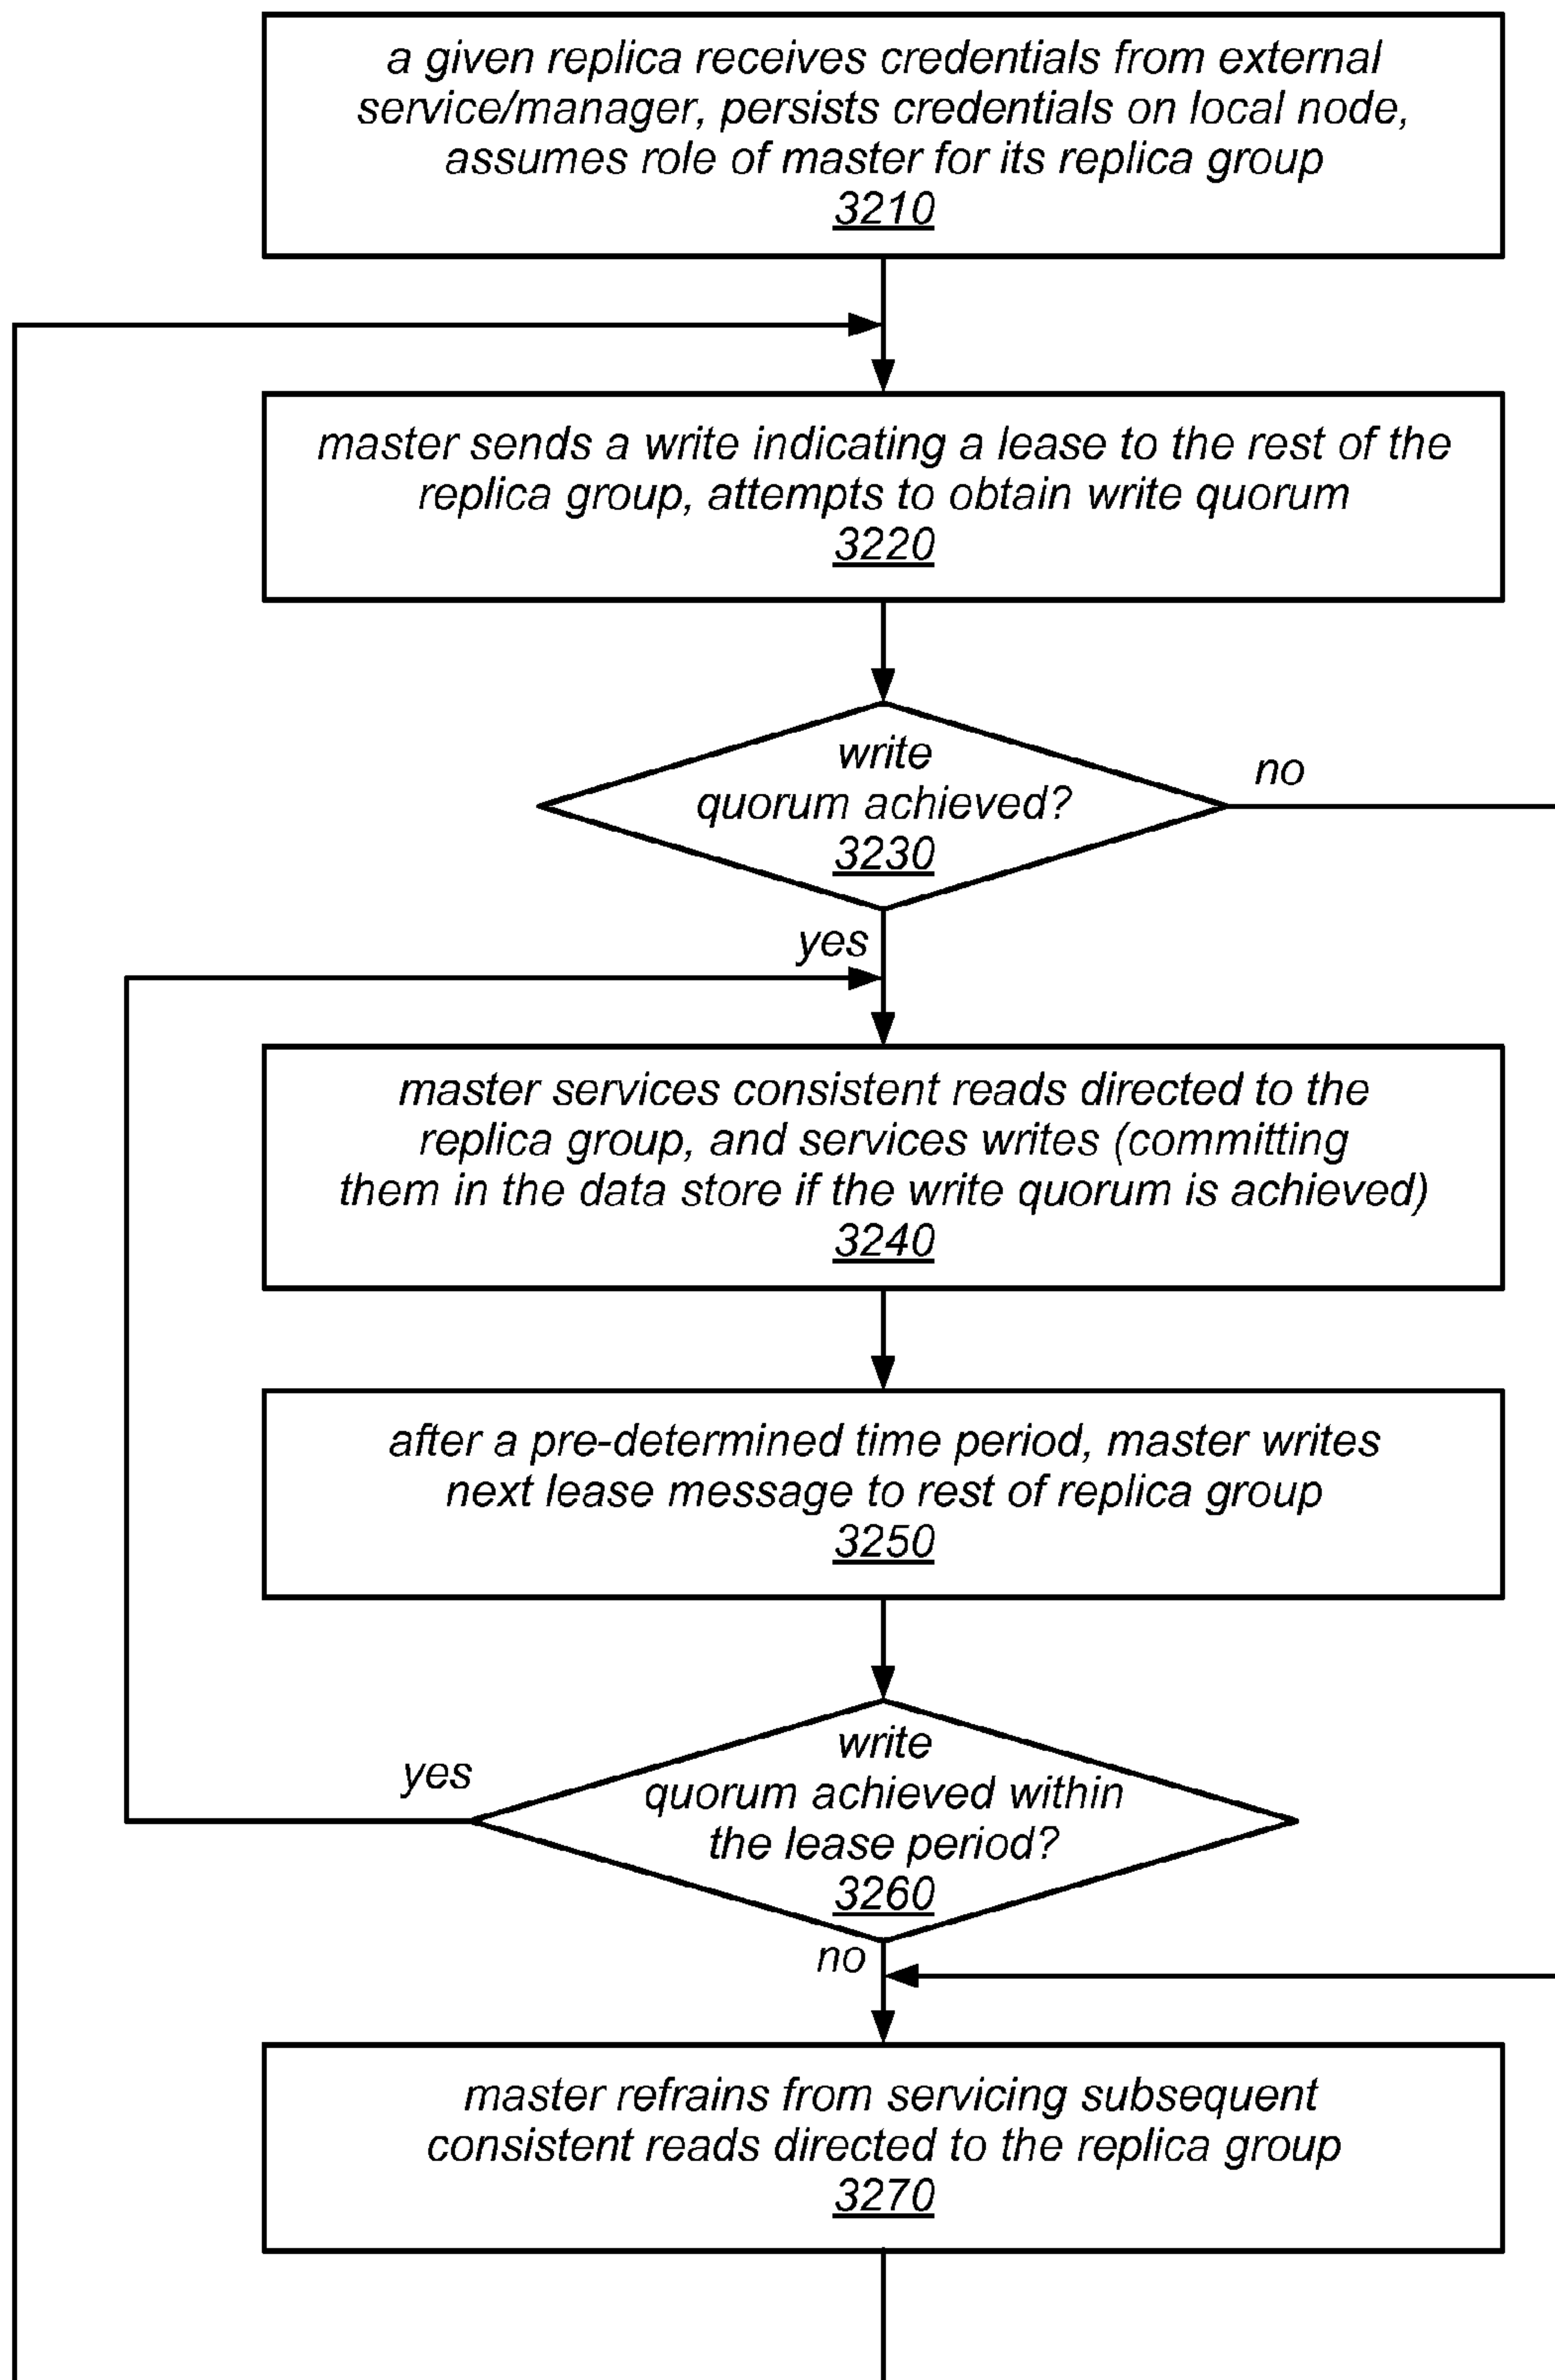 a given replica receives credentials from external
service/manager, persists credentials on local node,
assumes role of master for its replica group
3210
master sends a write indicating a lease to the rest of the
replica group, attempts to obtain write quorum
3220
write
quorum achieved?
3230
no
yes
master services consistent reads directed to the
replica group, and services writes (committing
them in the data store if the write quorum is achieved)
3240
after a pre-determined time period, master writes
next lease message to rest of replica group
3250
write
quorum achieved within
the lease period?
3260
yes
no
master refrains from servicing subsequent
consistent reads directed to the replica group
3270